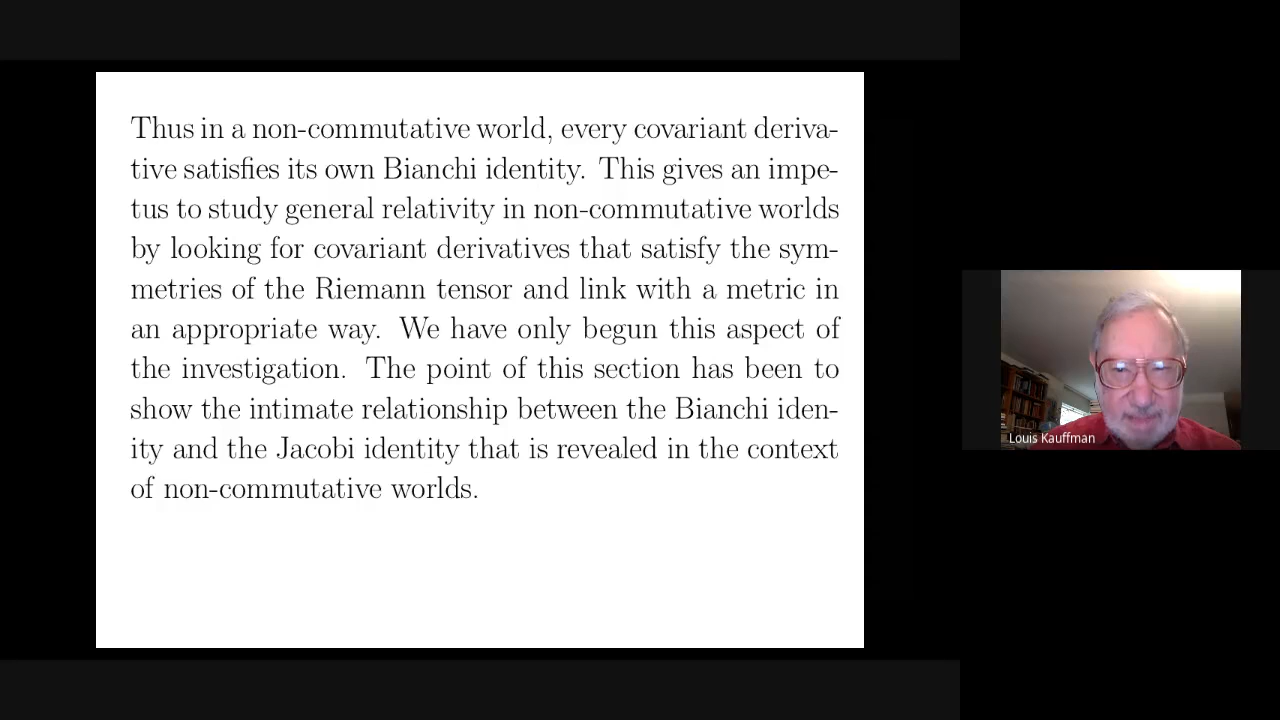 Thus in a non-commutative world, every covariant deriva-
tive satisfies its own Bianchi identity. This gives an impe-
tus to study general relativity in non-commutative worlds
by looking for covariant derivatives that satisfy the sym-
metries of the Riemann tensor and link with a metric in
an appropriate way. We have only begun this aspect of
the investigation. The point of this section has been to
show the intimate relationship between the Bianchi iden-
ity and the Jacobi identity that is revealed in the context
of non-commutative worlds.
Louis Kauffman